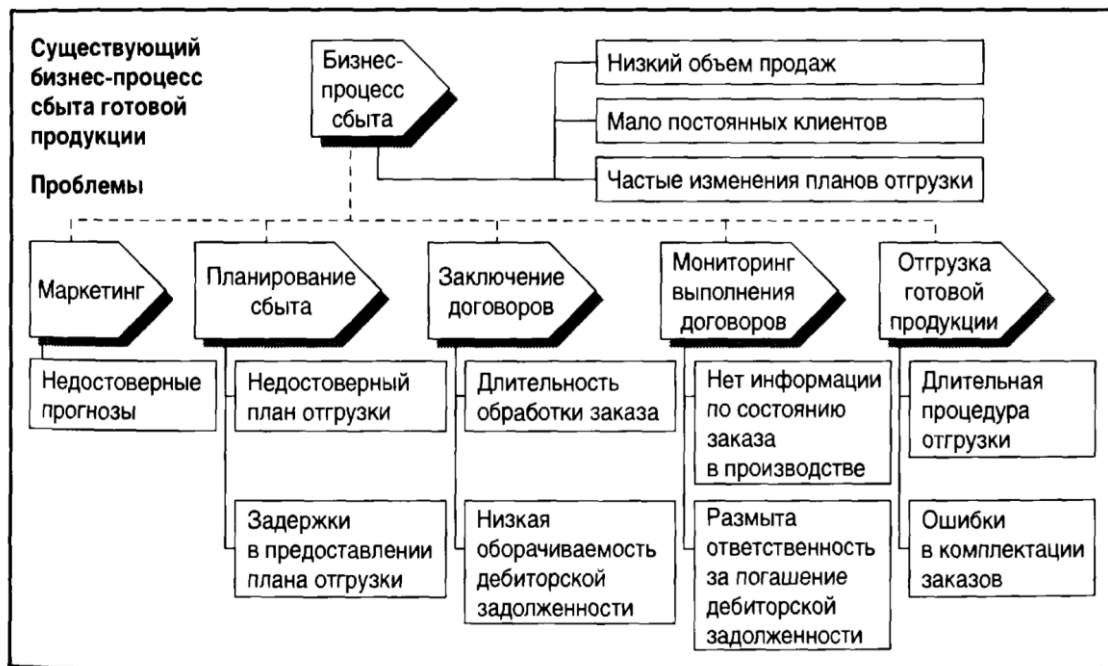 Существующий
бизнес-процесс
сбыта готовой
продукции
Проблемы
Бизнес-
процесс
сбыта
Низкий объем продаж
Мало постоянных клиентов
Частые изменения планов отгрузки
Маркетинг
Планирование
сбыта
Заключение
договоров
Мониторинг
выполнения
договоров
Отгрузка
готовой
продукции
Недостоверные
прогнозы
Недостоверный
план отгрузки
Длительность
обработки заказа
Нет информации
по состоянию
заказа
в производстве
Длительная
процедура
отгрузки
Задержки
в предоставлении
плана отгрузки
Низкая
оборачиваемость
дебиторской
задолженности
Размыта
ответственность
за погашение
дебиторской
задолженности
Ошибки
в комплектации
заказов